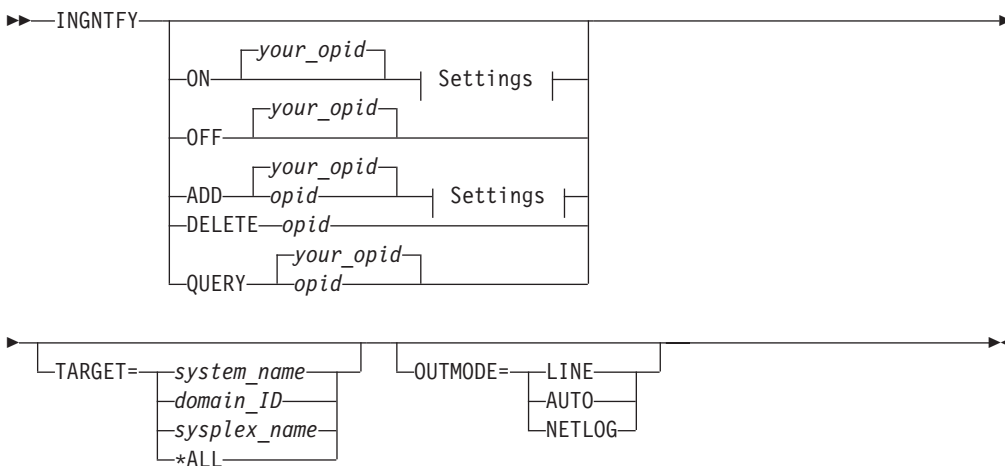 INGNTFY
your_opid
ON Settings
your_opid
OFF
your_opid
ADD opid Settings
DELETE opid
your_opid
QUERY opid
TARGET= system_name OUTMODE= LINE
domain_ID AUTO
sysplex_name NETLOG
*ALL